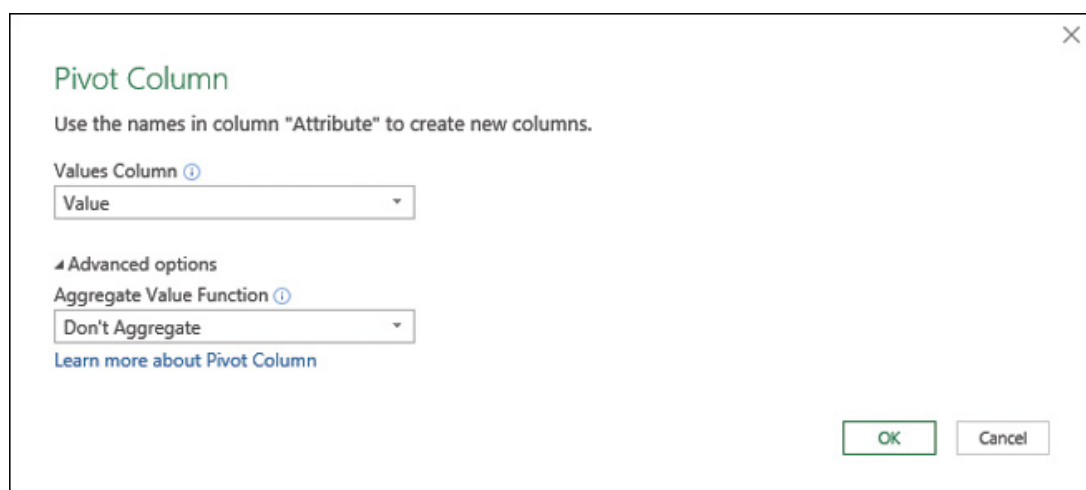 Pivot Column
Use the names in column "Attribute" to create new columns.
Values Column
Value
Advanced options
Aggregate Value Function
Don't Aggregate
Learn more about Pivot Column
OK
Cancel